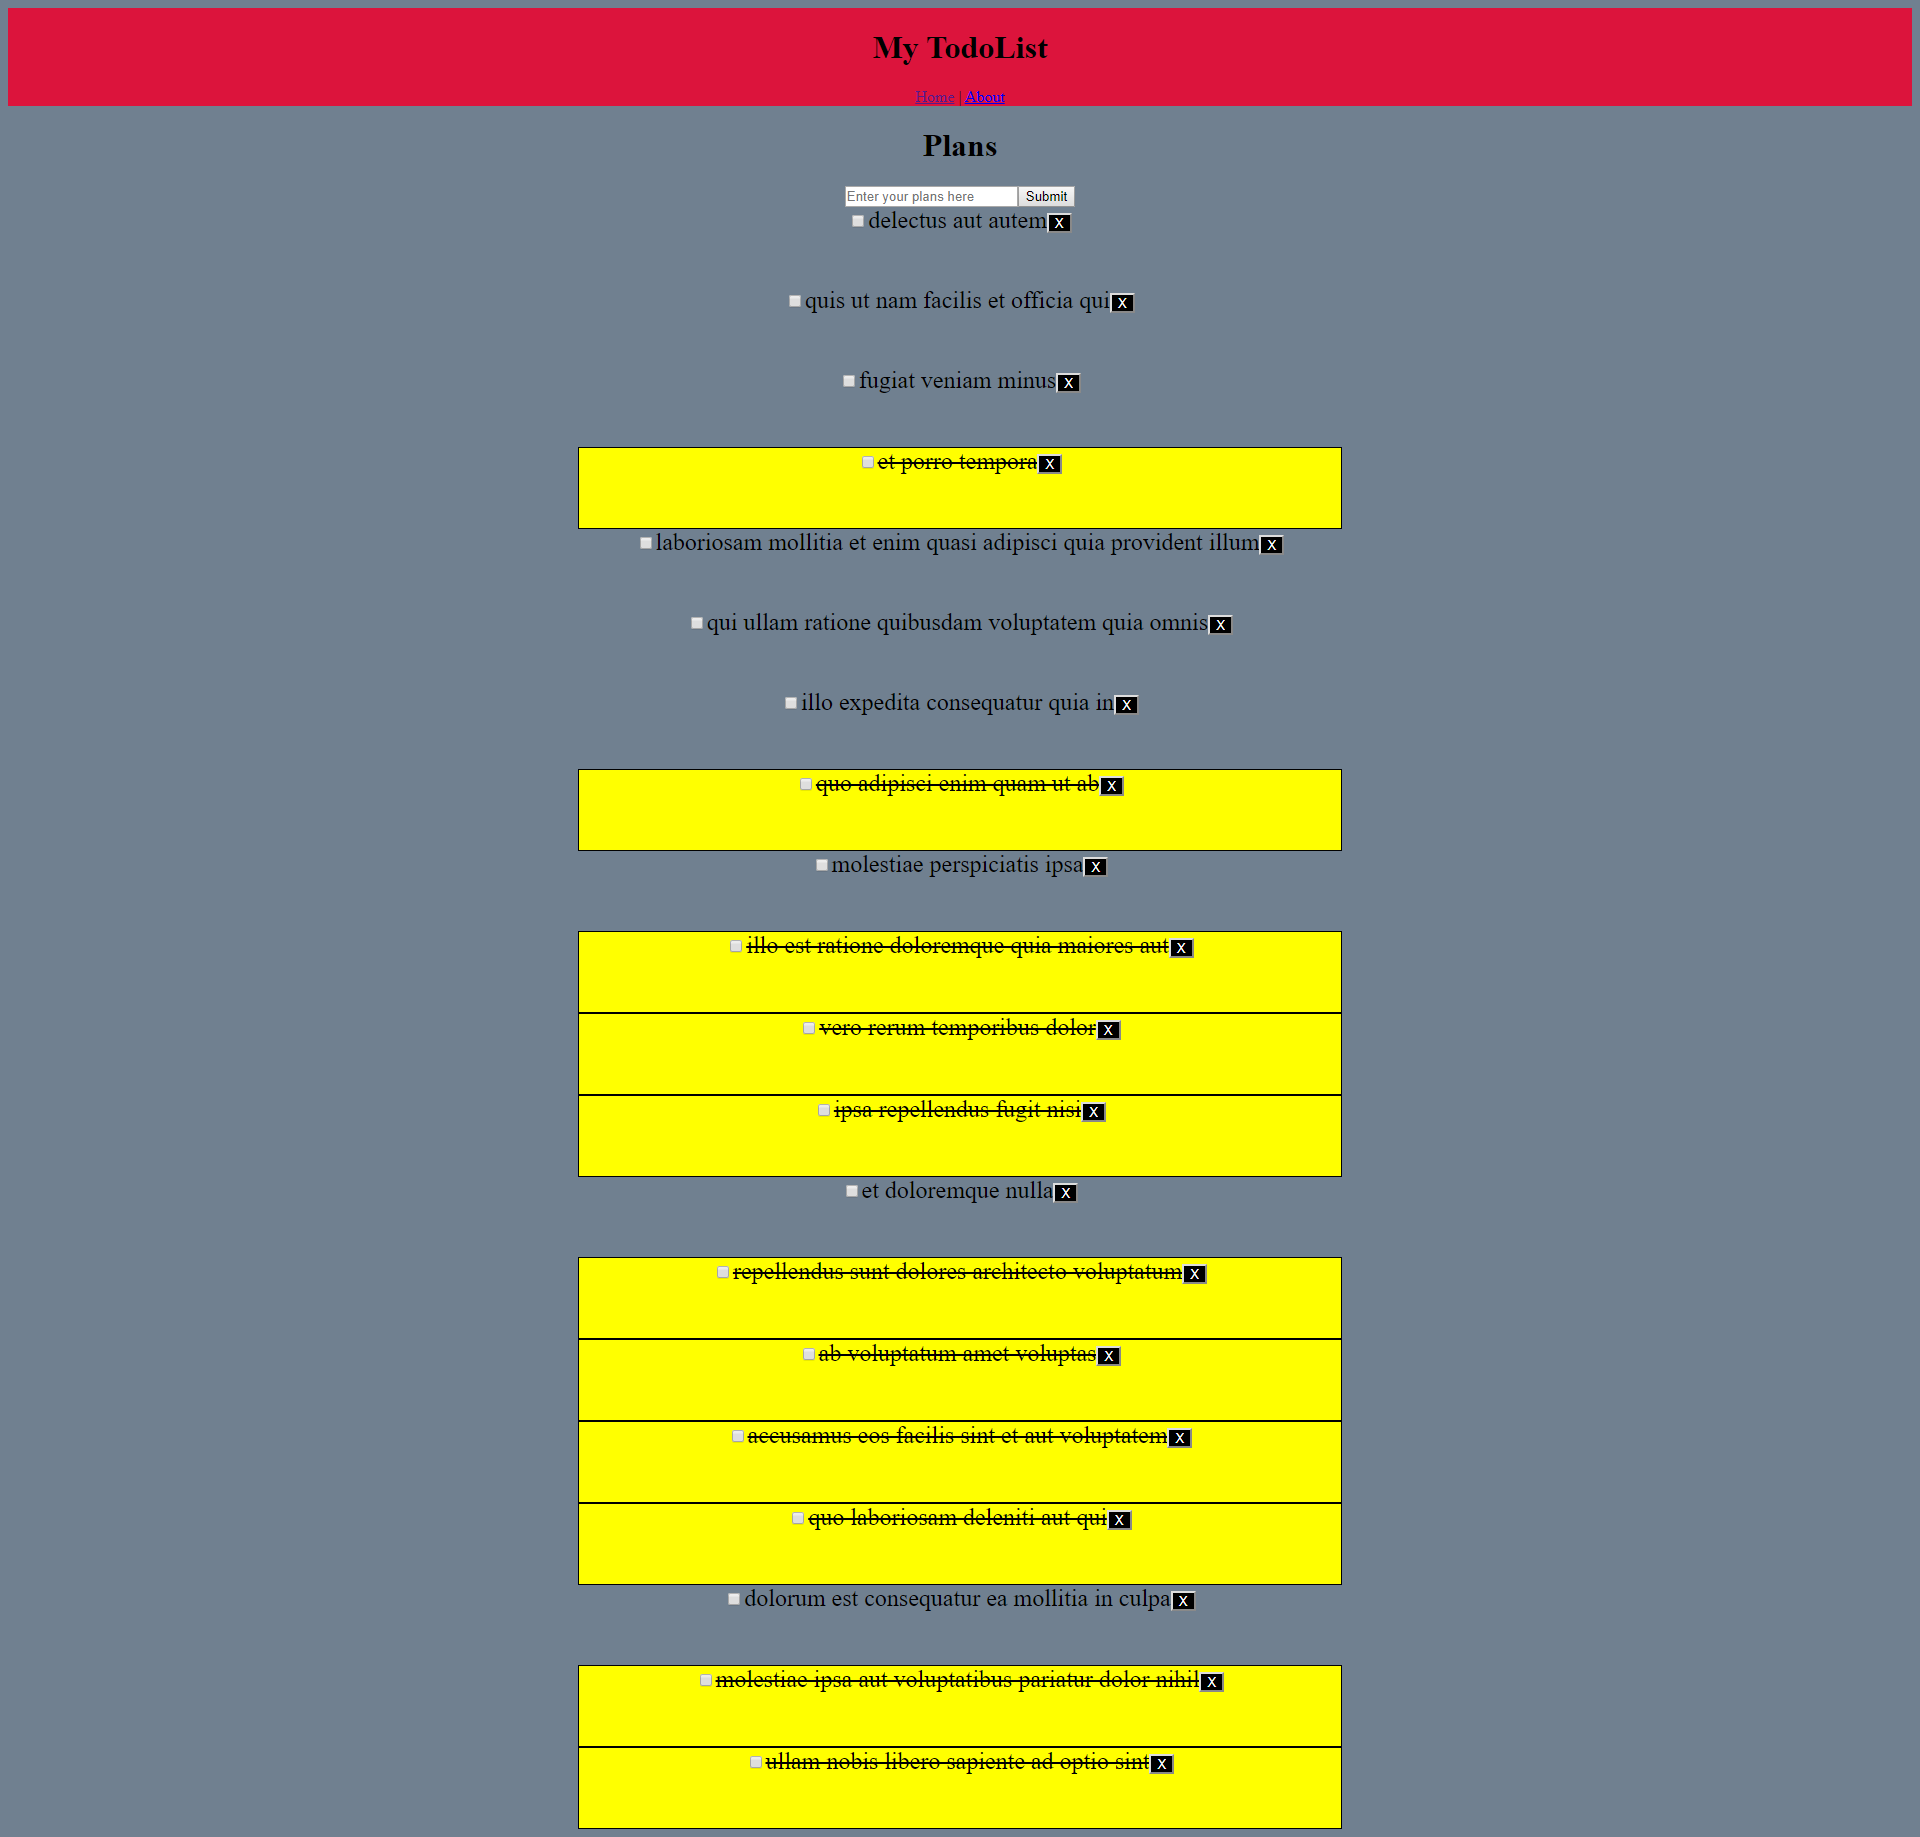 My TodoList
Home | About
Plans
Enter your plans here Submit
delectus aut autem x
quis ut nam facilis et officia qui x
fugiat veniam minus x
et porro tempora x
laboriosam mollitia et enim quasi adipisci quia provident illum x
qui ullam ratione quibusdam voluptatem quia omnis x
illo expedita consequatur quia in x
quo adipisci enim quam ut ab x
molestiae perspiciatis ipsa x
illo est ratione doloremque quia maiores aut x
vero rerum temporibus dolor x
ipsa repellendus fugit nisi x
et doloremque nulla x
repellendus sunt dolores architecto voluptatum x
ab voluptatum amet voluptas x
accusamus eos facilis sint et aut voluptatem x
quo laboriosam deleniti aut qui x
dolorum est consequatur ea mollitia in culpa x
molestiae ipsa aut voluptatibus pariatur dolor nihil x
ullam nobis libero sapiente ad optio sint x